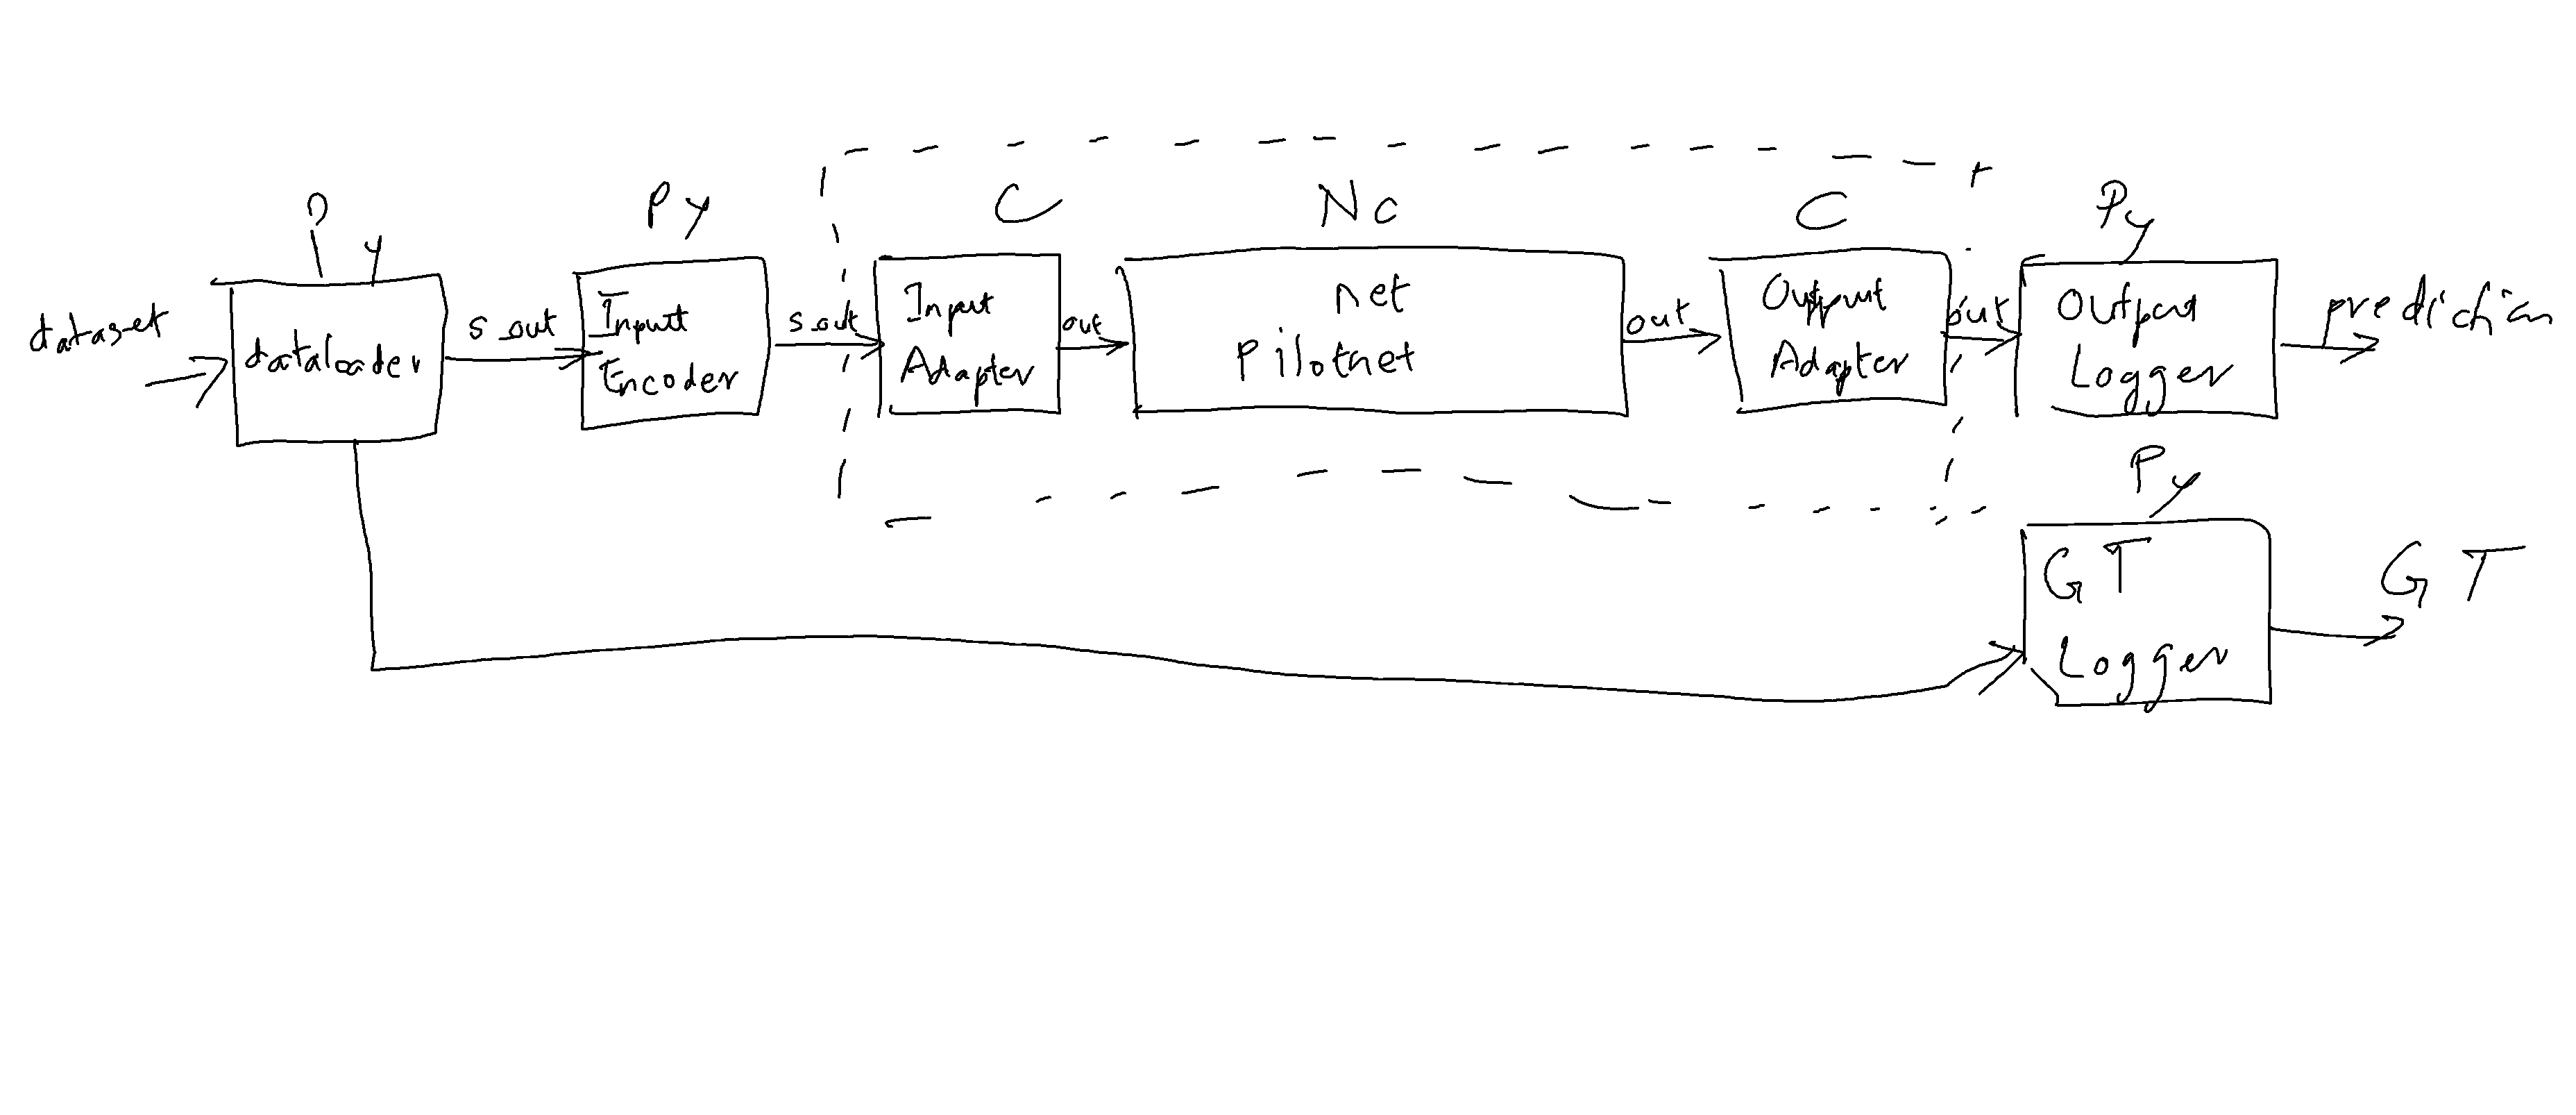 Py
Py
C
Nc
C
Py
dataset
dataloader
s_out
Input
Encoder
s_out
Input
Adapter
out
net
Pilotnet
out
Output
Adapter
out
Output
Logger
prediction
Py
GT
Logger
GT